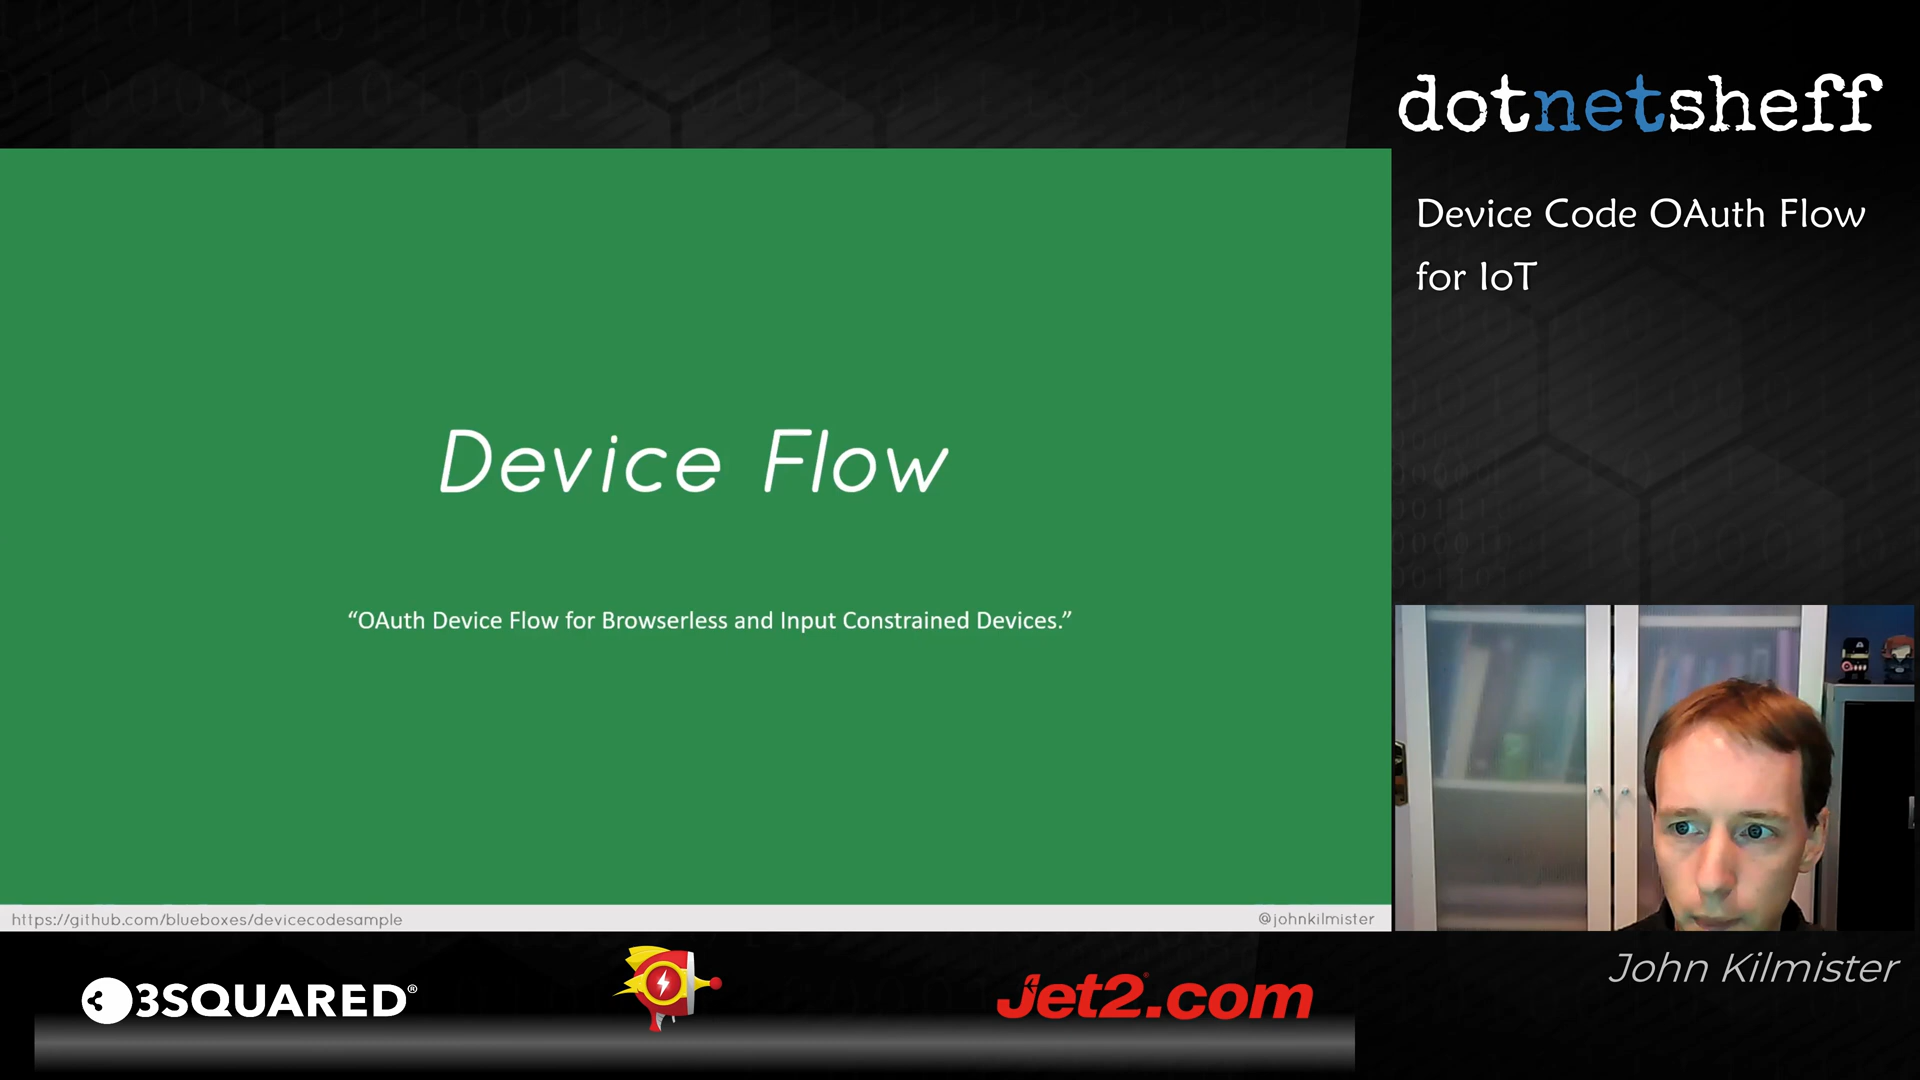 dotnetsheff
Device Code OAuth Flow
for IoT
Device Flow
“OAuth Device Flow for Browserless and Input Constrained Devices.”
https://github.com/blueboxes/devicecodesample
@johnkilmister
John Kilmister
3SQUARED®
Jet2.com